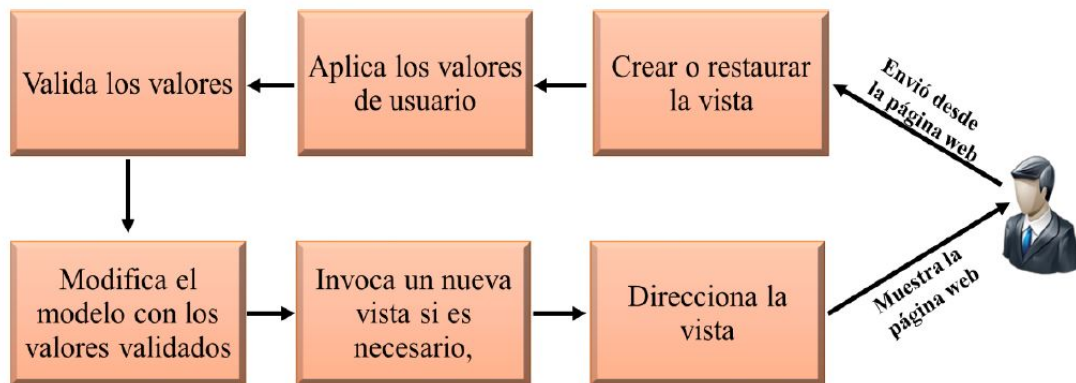 Envió desde
la página web
Crear o restaurar
la vista
Aplica los valores
de usuario
Valida los valores
Modifica el
modelo con los
valores validados
Invoca un nueva
vista si es
necesario,
Direcciona la
vista
Muestra la
página web